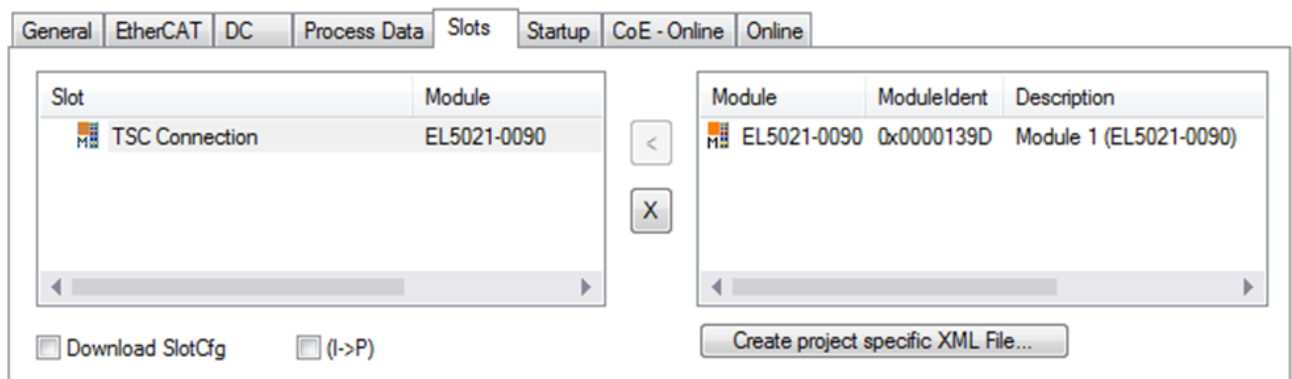 General EtherCAT DC Process Data Slots Startup CoE - Online Online
Slot Module
TSC Connection EL5021-0090
<
X
Module ModuleIdent Description
EL5021-0090 0x0000139D Module 1 (EL5021-0090)
Download SlotCfg (I->P)
Create project specific XML File...